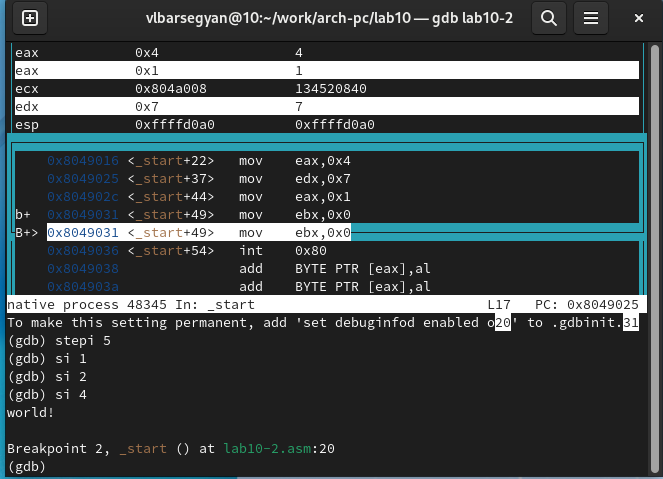 vlbarsegyan@10:~/work/arch-pc/lab10 — gdb lab10-2
eax 0x4 4
eax 0x1 1
ecx 0x804a008 134520840
edx 0x7 7
esp 0xffffd0a0 0xffffd0a0
0x8049016 <_start+22> mov eax,0x4
0x8049025 <_start+37> mov edx,0x7
0x804902c <_start+44> mov eax,0x1
b+ 0x8049031 <_start+49> mov ebx,0x0
B+> 0x8049031 <_start+49> mov ebx,0x0
0x8049036 <_start+54> int 0x80
0x8049038 add BYTE PTR [eax],al
0x804903a add BYTE PTR [eax],al
native process 48345 In: _start L17 PC: 0x8049025
To make this setting permanent, add 'set debuginfod enabled o20' to .gdbinit.31
(gdb) stepi 5
(gdb) si 1
(gdb) si 2
(gdb) si 4
world!
Breakpoint 2, _start () at lab10-2.asm:20
(gdb)